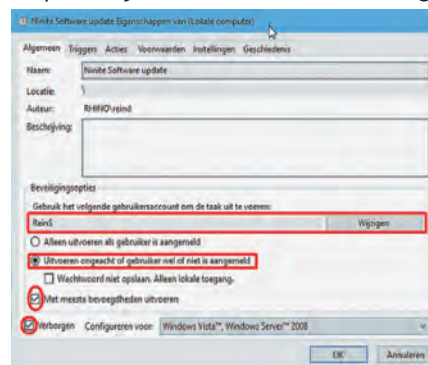 Ninite Software update Eigenschappen van (Lokale computer)
Algemeen Triggers Acties Voorwaarden Instellingen Geschiedenis
Naam: Ninite Software update
Locatie: \
Auteur: RHINO\reind
Beschrijving:
Beveiligingsopties
Gebruik het volgende gebruikersaccount om de taak uit te voeren:
ReinS Wijzigen
Alleen uitvoeren als gebruiker is aangemeld
Uitvoeren ongeacht of gebruiker wel of niet is aangemeld
Wachtwoord niet opslaan. Alleen lokale toegang.
Met meeste bevoegdheden uitvoeren
Verborgen Configureren voor: Windows Vista™, Windows Server™ 2008
OK Annuleren